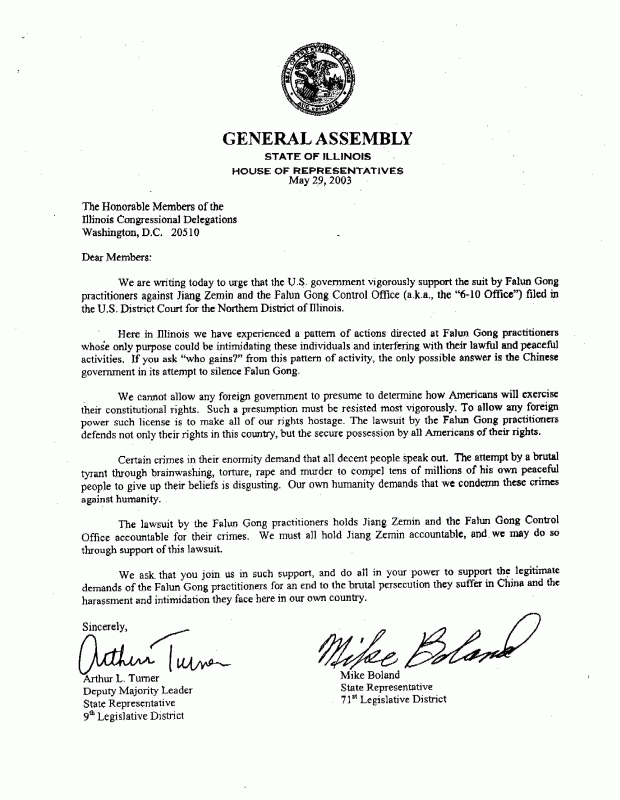 SEAL OF THE STATE OF ILLINOIS
AUG. 26TH 1818
GENERAL ASSEMBLY
STATE OF ILLINOIS
HOUSE OF REPRESENTATIVES
May 29, 2003
The Honorable Members of the
Illinois Congressional Delegations
Washington, D.C. 20510
Dear Members:
We are writing today to urge that the U.S. government vigorously support the suit by Falun Gong
practitioners against Jiang Zemin and the Falun Gong Control Office (a.k.a., the “6-10 Office”) filed in
the U.S. District Court for the Northern District of Illinois.
Here in Illinois we have experienced a pattern of actions directed at Falun Gong practitioners
whose only purpose could be intimidating these individuals and interfering with their lawful and peaceful
activities. If you ask “who gains?” from this pattern of activity, the only possible answer is the Chinese
government in its attempt to silence Falun Gong.
We cannot allow any foreign government to presume to determine how Americans will exercise
their constitutional rights. Such a presumption must be resisted most vigorously. To allow any foreign
power such license is to make all of our rights hostage. The lawsuit by the Falun Gong practitioners
defends not only their rights in this country, but the secure possession by all Americans of their rights.
Certain crimes in their enormity demand that all decent people speak out. The attempt by a brutal
tyrant through brainwashing, torture, rape and murder to compel tens of millions of his own peaceful
people to give up their beliefs is disgusting. Our own humanity demands that we condemn these crimes
against humanity.
The lawsuit by the Falun Gong practitioners holds Jiang Zemin and the Falun Gong Control
Office accountable for their crimes. We must all hold Jiang Zemin accountable, and we may do so
through support of this lawsuit.
We ask that you join us in such support, and do all in your power to support the legitimate
demands of the Falun Gong practitioners for an end to the brutal persecution they suffer in China and the
harassment and intimidation they face here in our own country.
Sincerely,
Arthur Turner
Arthur L. Turner
Deputy Majority Leader
State Representative
9th Legislative District
Mike Boland
Mike Boland
State Representative
71st Legislative District